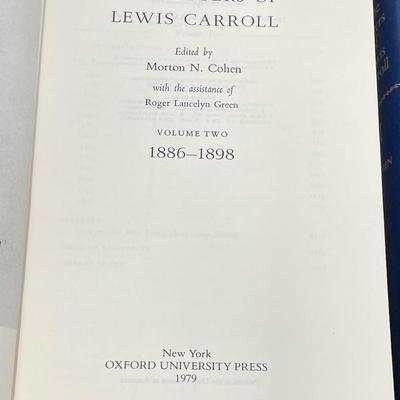 LEWIS CARROLL
Edited by
Morton N. Cohen
with the assistance of
Roger Lancelyn Green
VOLUME TWO
1886–1898
New York
OXFORD UNIVERSITY PRESS
1979